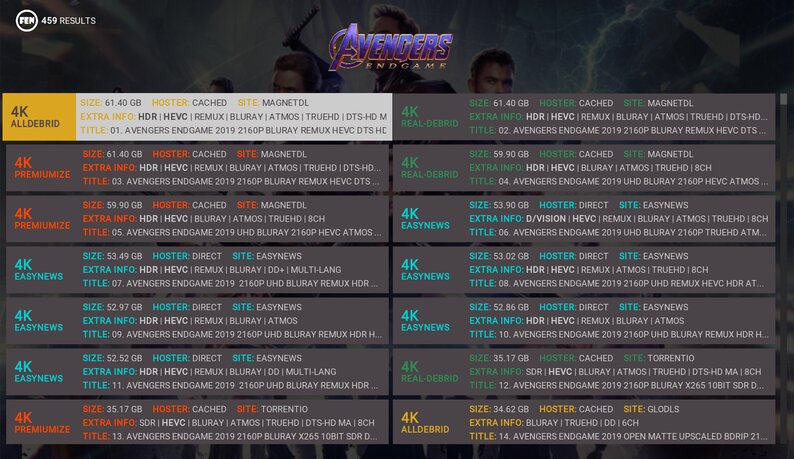 FEN 459 RESULTS
AVENGERS
ENDGAME
4K
ALLDEBRID
SIZE: 61.40 GB HOSTER: CACHED SITE: MAGNETDL
EXTRA INFO: HDR | HEVC | REMUX | BLURAY | ATMOS | TRUEHD | DTS-HD M
TITLE: 01. AVENGERS ENDGAME 2019 2160P BLURAY REMUX HEVC DTS HD
4K
REAL-DEBRID
SIZE: 61.40 GB HOSTER: CACHED SITE: MAGNETDL
EXTRA INFO: HDR | HEVC | REMUX | BLURAY | ATMOS | TRUEHD | DTS-HD...
TITLE: 02. AVENGERS ENDGAME 2019 2160P BLURAY REMUX HEVC DTS ...
4K
PREMIUMIZE
SIZE: 61.40 GB HOSTER: CACHED SITE: MAGNETDL
EXTRA INFO: HDR | HEVC | REMUX | BLURAY | ATMOS | TRUEHD | DTS-HD...
TITLE: 03. AVENGERS ENDGAME 2019 2160P BLURAY REMUX HEVC DTS ...
4K
REAL-DEBRID
SIZE: 59.90 GB HOSTER: CACHED SITE: MAGNETDL
EXTRA INFO: HDR | HEVC | BLURAY | ATMOS | TRUEHD | 8CH
TITLE: 04. AVENGERS ENDGAME 2019 UHD BLURAY 2160P HEVC ATMOS ...
4K
PREMIUMIZE
SIZE: 59.90 GB HOSTER: CACHED SITE: MAGNETDL
EXTRA INFO: HDR | HEVC | BLURAY | ATMOS | TRUEHD | 8CH
TITLE: 05. AVENGERS ENDGAME 2019 UHD BLURAY 2160P HEVC ATMOS ...
4K
EASYNEWS
SIZE: 53.90 GB HOSTER: DIRECT SITE: EASYNEWS
EXTRA INFO: D/VISION | HEVC | REMUX | BLURAY | ATMOS | TRUEHD | 8CH
TITLE: 06. AVENGERS ENDGAME 2019 UHD BLURAY 2160P TRUEHD ATM...
4K
EASYNEWS
SIZE: 53.49 GB HOSTER: DIRECT SITE: EASYNEWS
EXTRA INFO: HDR | HEVC | REMUX | BLURAY | DD+ | MULTI-LANG
TITLE: 07. AVENGERS ENDGAME 2019 2160P UHD BLURAY REMUX HDR ...
4K
EASYNEWS
SIZE: 53.02 GB HOSTER: DIRECT SITE: EASYNEWS
EXTRA INFO: HDR | HEVC | REMUX | ATMOS | TRUEHD | 8CH
TITLE: 08. AVENGERS ENDGAME 2019 2160P UHD REMUX HEVC HDR AT...
4K
EASYNEWS
SIZE: 52.97 GB HOSTER: DIRECT SITE: EASYNEWS
EXTRA INFO: HDR | HEVC | REMUX | BLURAY | ATMOS
TITLE: 09. AVENGERS ENDGAME 2019 2160P UHD BLURAY REMUX HDR H...
4K
EASYNEWS
SIZE: 52.86 GB HOSTER: DIRECT SITE: EASYNEWS
EXTRA INFO: HDR | HEVC | REMUX | BLURAY | ATMOS
TITLE: 10. AVENGERS ENDGAME 2019 2160P UHD BLURAY REMUX HDR H...
4K
EASYNEWS
SIZE: 52.52 GB HOSTER: DIRECT SITE: EASYNEWS
EXTRA INFO: HDR | HEVC | REMUX | BLURAY | DD | MULTI-LANG
TITLE: 11. AVENGERS ENDGAME 2019 2160P UHD BLURAY REMUX HDR ...
4K
REAL-DEBRID
SIZE: 35.17 GB HOSTER: CACHED SITE: TORRENTIO
EXTRA INFO: SDR | HEVC | BLURAY | ATMOS | TRUEHD | DTS-HD MA | 8CH
TITLE: 12. AVENGERS ENDGAME 2019 2160P BLURAY X265 10BIT SDR D...
4K
PREMIUMIZE
SIZE: 35.17 GB HOSTER: CACHED SITE: TORRENTIO
EXTRA INFO: SDR | HEVC | BLURAY | ATMOS | TRUEHD | DTS-HD MA | 8CH
TITLE: 13. AVENGERS ENDGAME 2019 2160P BLURAY X265 10BIT SDR D...
4K
ALLDEBRID
SIZE: 34.62 GB HOSTER: CACHED SITE: GLODLS
EXTRA INFO: BLURAY | TRUEHD | DD | 6CH
TITLE: 14. AVENGERS ENDGAME 2019 OPEN MATTE UPSCALED BDRIP 21...